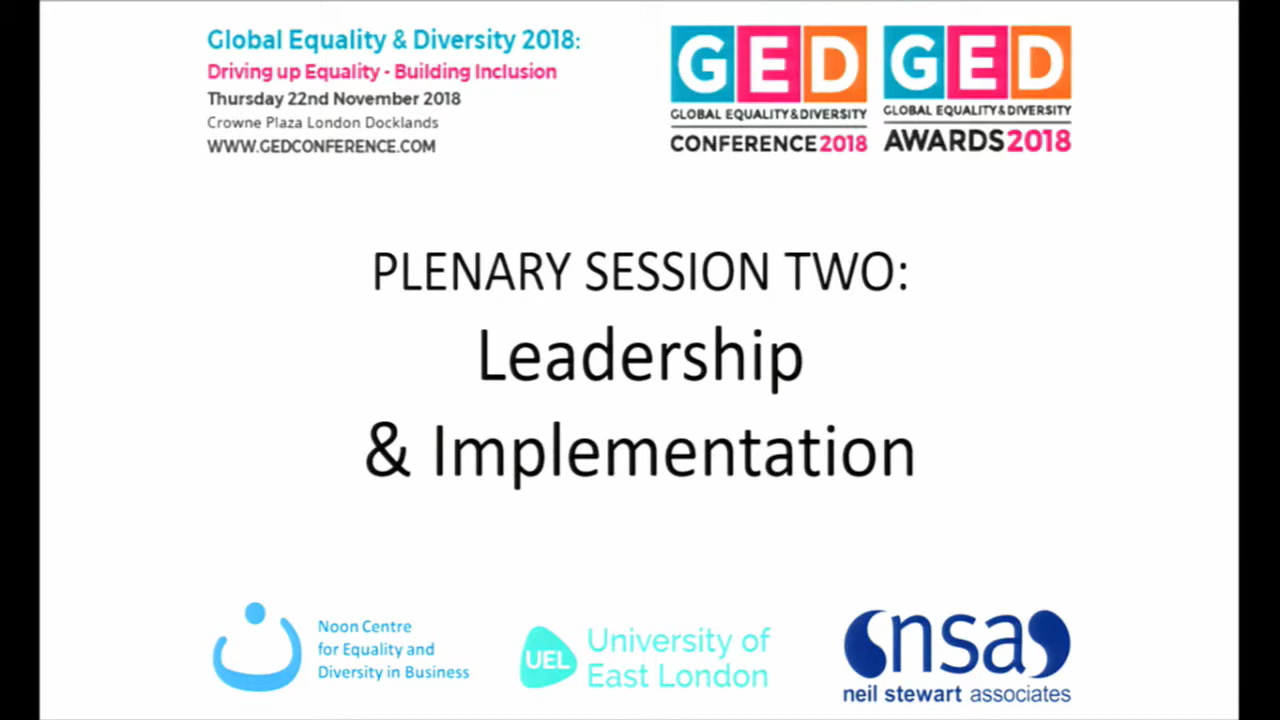 Global Equality & Diversity 2018:
Driving up Equality - Building Inclusion
Thursday 22nd November 2018
Crowne Plaza London Docklands
WWW.GEDCONFERENCE.COM
GED
GLOBAL EQUALITY & DIVERSITY
CONFERENCE 2018
GED
GLOBAL EQUALITY & DIVERSITY
AWARDS 2018
PLENARY SESSION TWO:
Leadership
& Implementation
Noon Centre
for Equality and
Diversity in Business
UEL
University of
East London
nsa
neil stewart associates